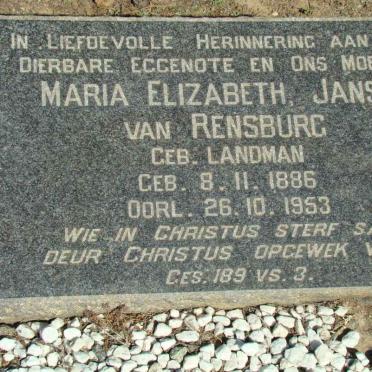 IN LIEFDEVOLLE HERINNERING AAN
DIERBARE EGGENOTE EN ONS
MARIA ELIZABETH, JANS
VAN RENSBURG
GEB. LANDMAN
GEB. 8. 11. 1886
OORL. 26. 10. 1953
WIE IN CHRISTUS STERF
DEUR CHRISTUS OPGEWEK
GES. 189 VS. 3.